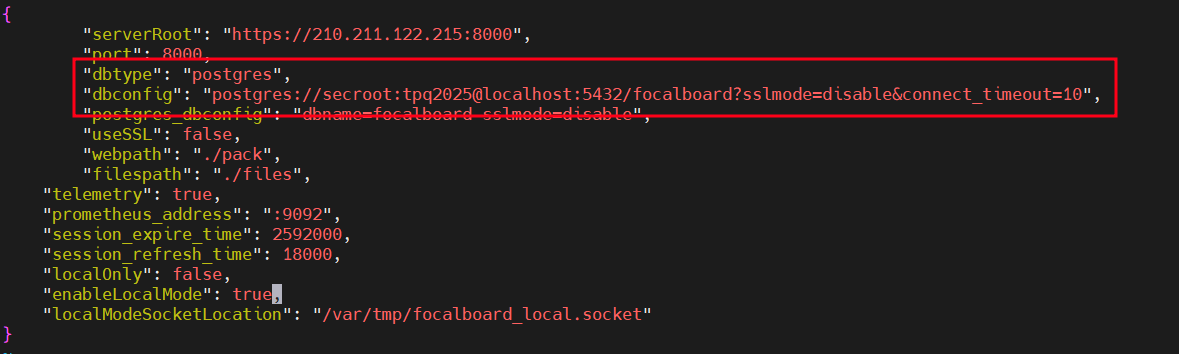 {
"serverRoot": "https://210.211.122.215:8000",
"port": 8000,
"dbtype": "postgres",
"dbconfig": "postgres://secroot:tpq2025@localhost:5432/focalboard?sslmode=disable&connect_timeout=10",
"postgres_dbconfig": "dbname=focalboard sslmode=disable",
"useSSL": false,
"webpath": "./pack",
"filespath": "./files",
"telemetry": true,
"prometheus_address": ":9092",
"session_expire_time": 2592000,
"session_refresh_time": 18000,
"localOnly": false,
"enableLocalMode": true,
"localModeSocketLocation": "/var/tmp/focalboard_local.socket"
}